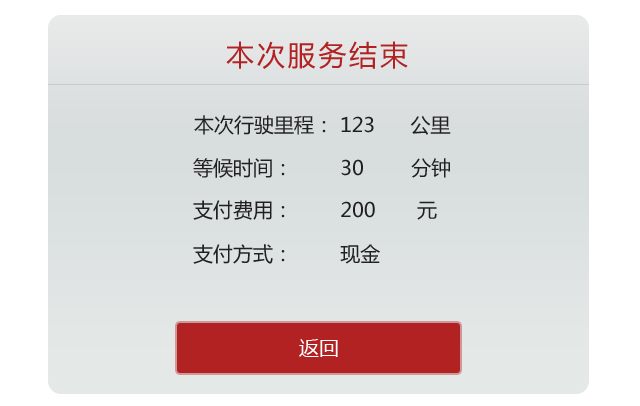 本次服务结束
本次行驶里程： 123 公里
等候时间： 30 分钟
支付费用： 200 元
支付方式： 现金
返回